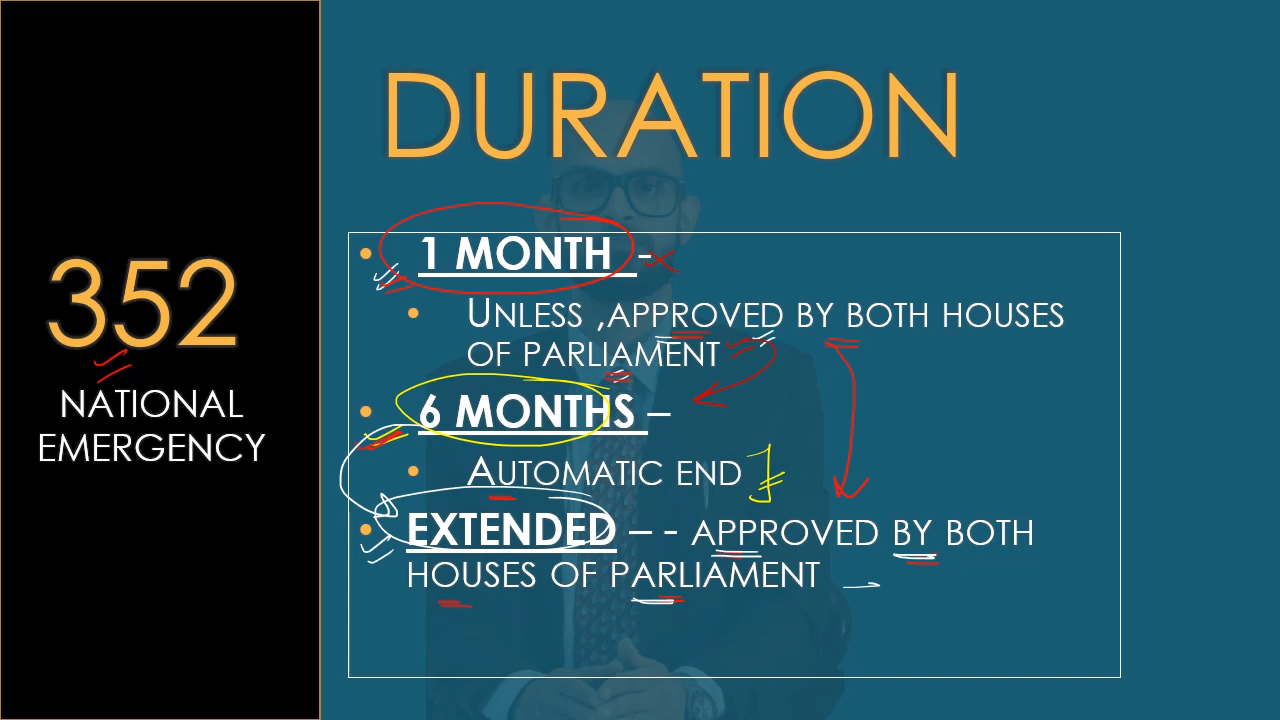 352
NATIONAL
EMERGENCY
DURATION
• 1 MONTH -
• UNLESS ,APPROVED BY BOTH HOUSES
OF PARLIAMENT
• 6 MONTHS –
• AUTOMATIC END
• EXTENDED – - APPROVED BY BOTH
HOUSES OF PARLIAMENT